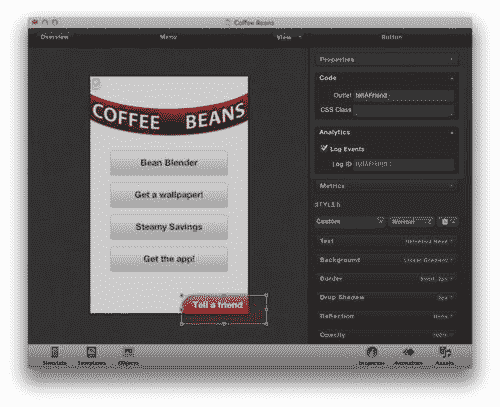 Coffee Beans
Overview
Menu
View
Button
COFFEE BEANS
Bean Blender
Get a wallpaper!
Steamy Savings
Get the app!
Tell a friend
Properties
Code
Outlet tellAFriend
CSS Class
Analytics
Log Events
Log ID tellAFriend
Metrics
STYLES
Custom Normal
Text
Background
Border
Drop Shadow
Reflection None
Opacity 100%
Templates
Objects
Inspector
Animation
Assets